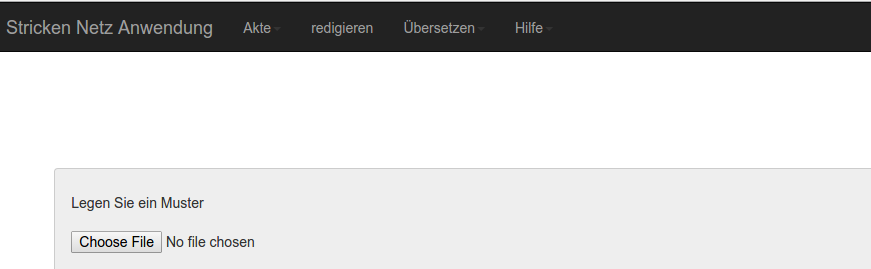 Stricken Netz Anwendung Akte redigieren Übersetzen Hilfe
Legen Sie ein Muster
Choose File No file chosen